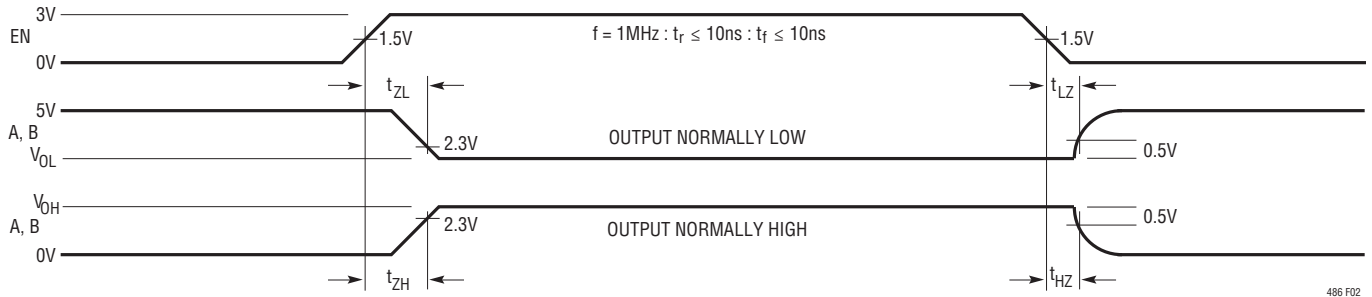 3V
EN
0V
1.5V
f = 1MHz : tr ≤ 10ns : tf ≤ 10ns
1.5V
tZL
tLZ
5V
A, B
VOL
2.3V
OUTPUT NORMALLY LOW
0.5V
VOH
A, B
0V
2.3V
OUTPUT NORMALLY HIGH
0.5V
tZH
tHZ
486 F02